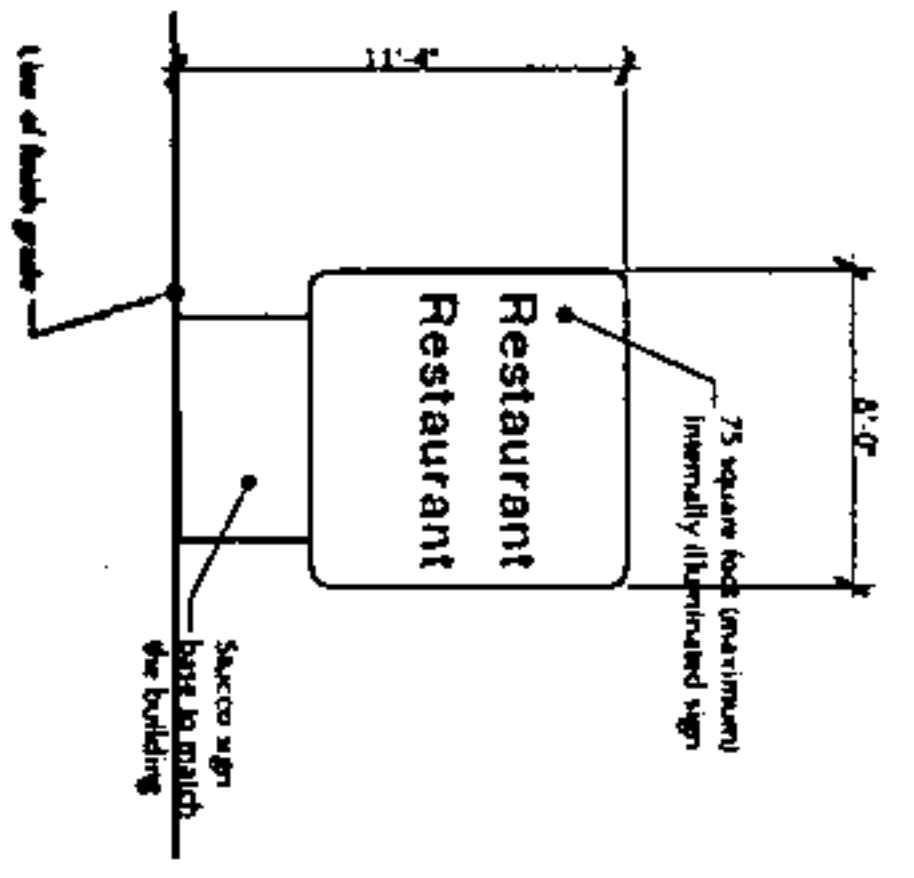 11'-4"
8'-0"
Restaurant
Restaurant
75 square foot (maximum)
internally illuminated sign
Stucco sign
base to match
the building
Line of finish grade